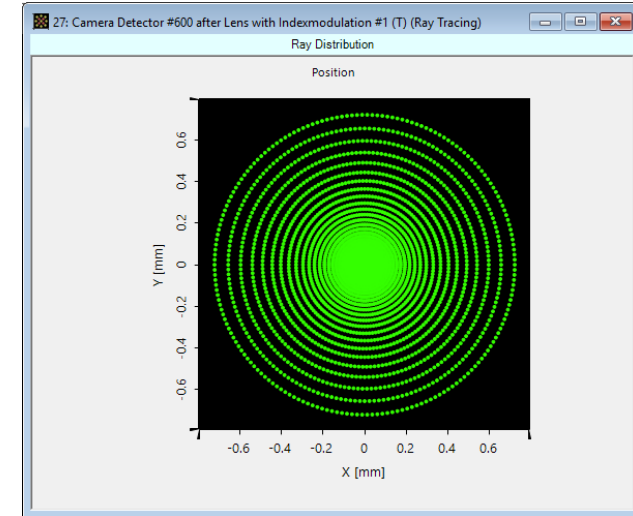 27: Camera Detector #600 after Lens with Indexmodulation #1 (T) (Ray Tracing)
Ray Distribution
Position
0.6
0.4
0.2
0
-0.2
-0.4
-0.6
Y [mm]
-0.6 -0.4 -0.2 0 0.2 0.4 0.6
X [mm]